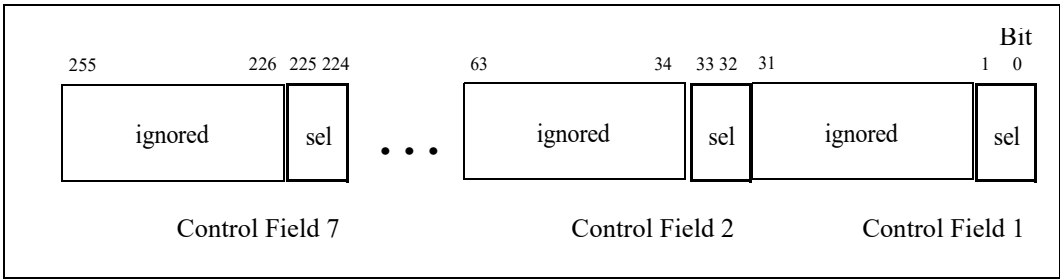 Bit
255 226 225 224 63 34 33 32 31 1 0
ignored sel ... ignored sel ignored sel
Control Field 7 Control Field 2 Control Field 1